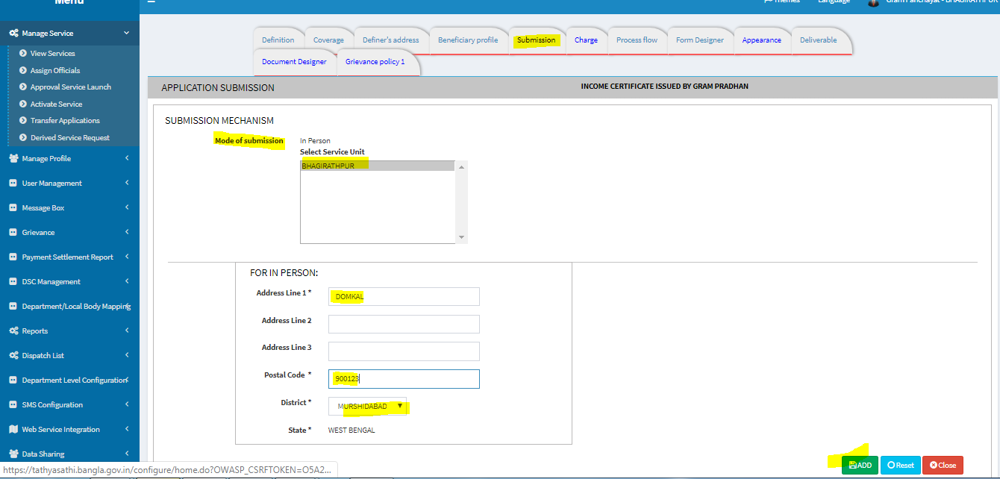 Menu
Themes Language Gram Panchayat - BHAGIRATHPUR
Manage Service
View Services
Assign Officials
Approval Service Launch
Activate Service
Transfer Applications
Derived Service Request
Manage Profile
User Management
Message Box
Grievance
Payment Settlement Report
DSC Management
Department/Local Body Mapping
Reports
Dispatch List
Department Level Configuration
SMS Configuration
Web Service Integration
Data Sharing
Definition Coverage Definer's address Beneficiary profile Submission Charge Process flow Form Designer Appearance Deliverable
Document Designer Grievance policy 1
APPLICATION SUBMISSION INCOME CERTIFICATE ISSUED BY GRAM PRADHAN
SUBMISSION MECHANISM
Mode of submission In Person
Select Service Unit
BHAGIRATHPUR
FOR IN PERSON:
Address Line 1 * DOMKAL
Address Line 2
Address Line 3
Postal Code * 900123
District * MURSHIDABAD
State * WEST BENGAL
ADD Reset Close
https://tathyasathi.bangla.gov.in/configure/home.do?OWASP_CSRFTOKEN=O5A2...